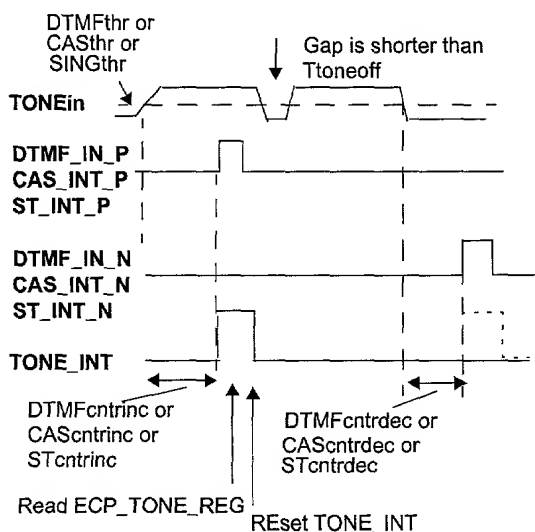 DTMFthr or
CASthr or
SINGthr
Gap is shorter than
Ttoneoff
TONEin
DTMF_IN_P
CAS_INT_P
ST_INT_P
DTMF_IN_N
CAS_INT_N
ST_INT_N
TONE_INT
DTMFcntrinc or
CAScntrinc or
STcntrinc
DTMFcntrdec or
CAScntrdec or
STcntrdec
Read ECP_TONE_REG
REset TONE_INT